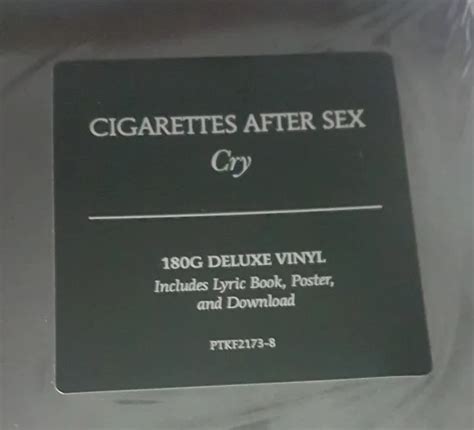 CIGARETTES AFTER SEX
Cry
180G DELUXE VINYL
Includes Lyric Book, Poster,
and Download
PTKF2173-8